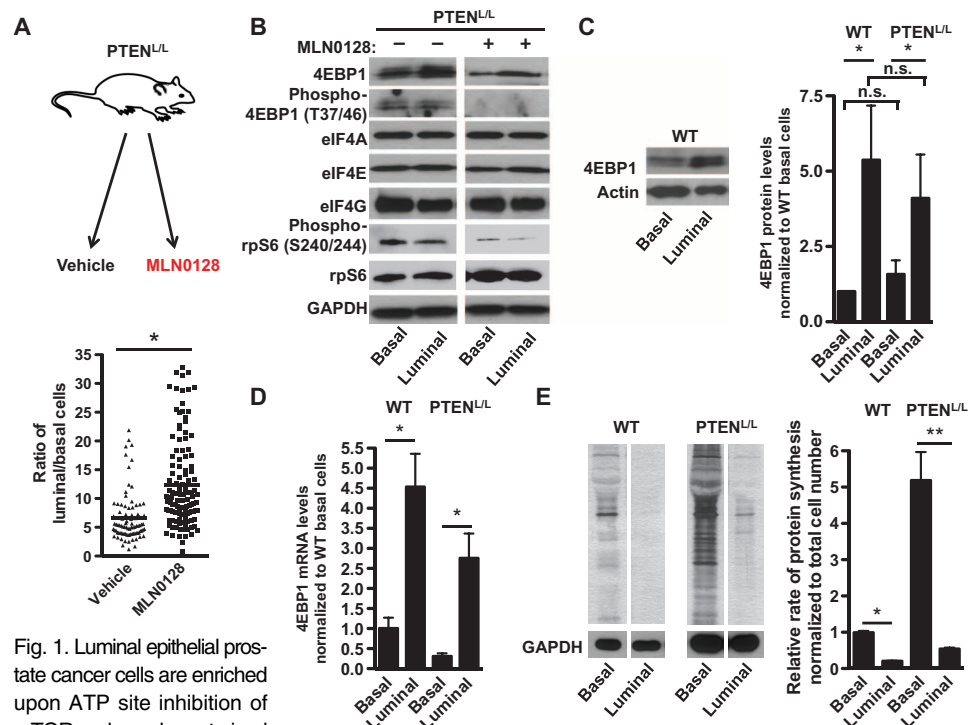 A
PTEN^L/L
Vehicle
MLN0128
*
Ratio of
luminal/basal cells
35
30
25
20
15
10
5
0
Vehicle
MLN0128
Fig. 1. Luminal epithelial pros-
tate cancer cells are enriched
upon ATP site inhibition of
B
PTEN^L/L
MLN0128: – – + +
4EBP1
Phospho-
4EBP1 (T37/46)
eIF4A
eIF4E
eIF4G
Phospho-
rpS6 (S240/244)
rpS6
GAPDH
Basal
Luminal
Basal
Luminal
C
WT
4EBP1
Actin
Basal
Luminal
WT PTEN^L/L
* *
n.s.
n.s.
4EBP1 protein levels
normalized to WT basal cells
7.5
5.0
2.5
0.0
Basal
Luminal
Basal
Luminal
D
WT PTEN^L/L
*
*
4EBP1 mRNA levels
normalized to WT basal cells
5.5
5.0
4.5
4.0
3.5
3.0
2.5
2.0
1.5
1.0
0.5
0.0
Basal
Luminal
Basal
Luminal
E
WT PTEN^L/L
GAPDH
Basal
Luminal
Basal
Luminal
WT PTEN^L/L
**
*
Relative rate of protein synthesis
normalized to total cell number
6
5
4
3
2
1
0
Basal
Luminal
Basal
Luminal